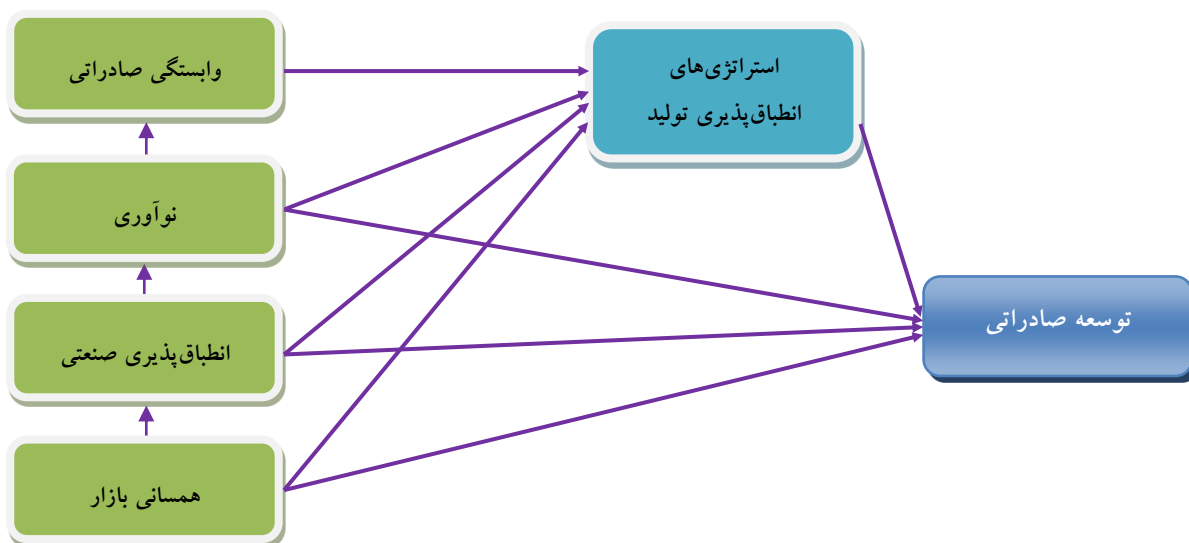 وابستگی صادراتی
استراتژی‌های
انطباق‌پذیری تولید
نوآوری
انطباق‌پذیری صنعتی
توسعه صادراتی
همسانی بازار